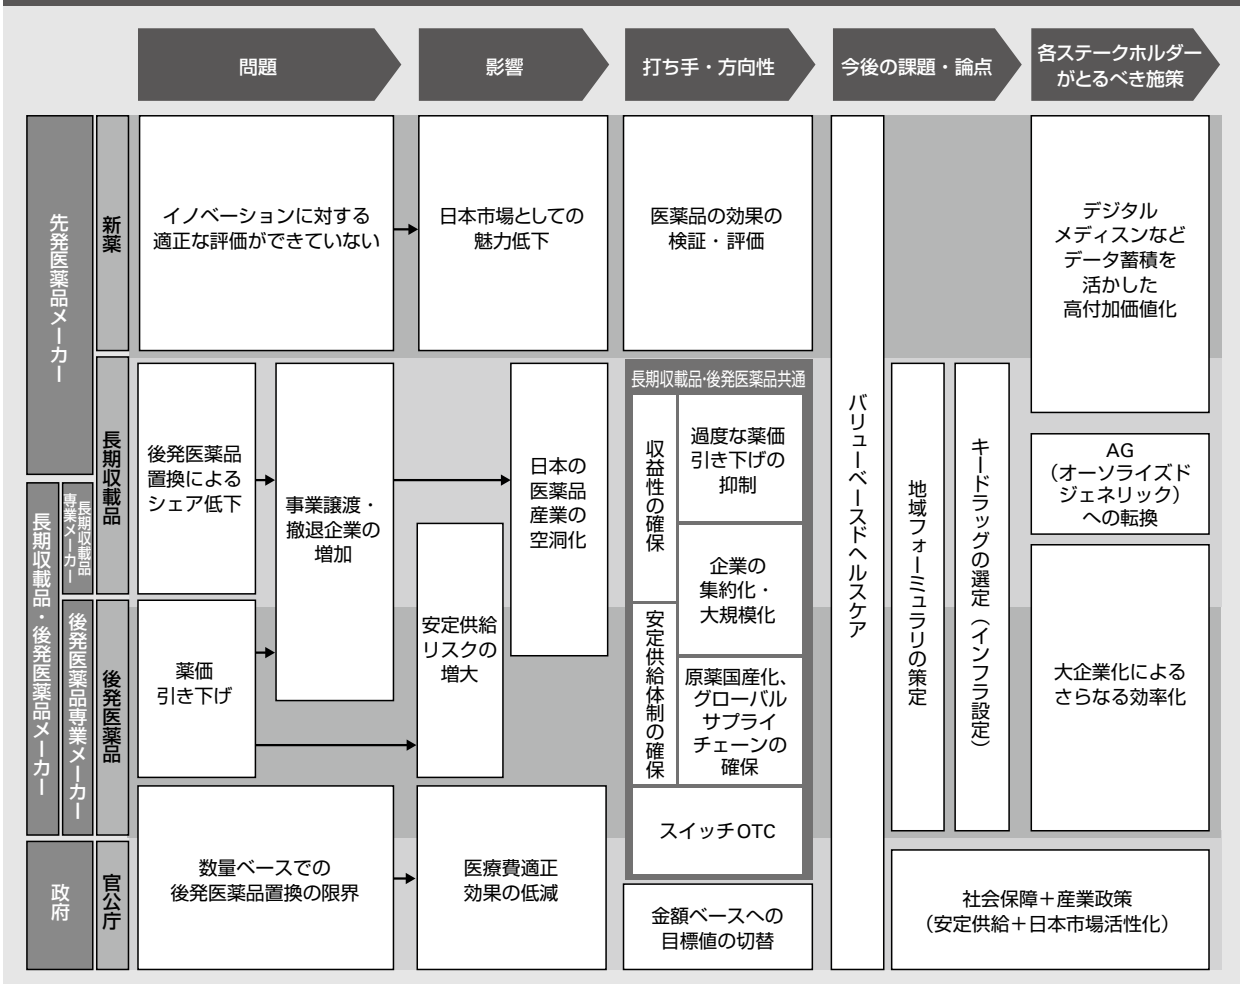 問題
影響
打ち手・方向性
今後の課題・論点
各ステークホルダー
がとるべき施策
先発医薬品メーカー
長期収載品・後発医薬品メーカー
長期収載品
専業メーカー
後発医薬品専業メーカー
政府
新薬
長期収載品
後発医薬品
官公庁
イノベーションに対する
適正な評価ができていない
日本市場としての
魅力低下
医薬品の効果の
検証・評価
後発医薬品
置換による
シェア低下
事業譲渡・
撤退企業の
増加
日本の
医薬品
産業の
空洞化
薬価
引き下げ
安定供給
リスクの
増大
数量ベースでの
後発医薬品置換の限界
医療費適正
効果の低減
長期収載品・後発医薬品共通
収益性の確保
過度な薬価
引き下げの
抑制
企業の
集約化・
大規模化
安定供給体制の確保
原薬国産化、
グローバル
サプライ
チェーンの
確保
スイッチOTC
金額ベースへの
目標値の切替
バリューベースドヘルスケア
地域フォーミュラリの策定
キードラッグの選定（インフラ設定）
デジタル
メディスンなど
データ蓄積を
活かした
高付加価値化
AG
（オーソライズド
ジェネリック）
への転換
大企業化による
さらなる効率化
社会保障＋産業政策
（安定供給＋日本市場活性化）